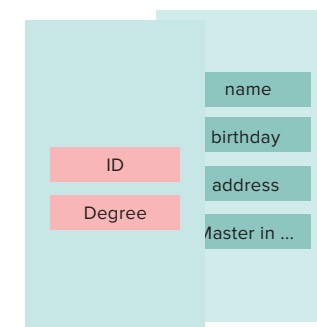 ID
Degree
name
birthday
address
Master in ...